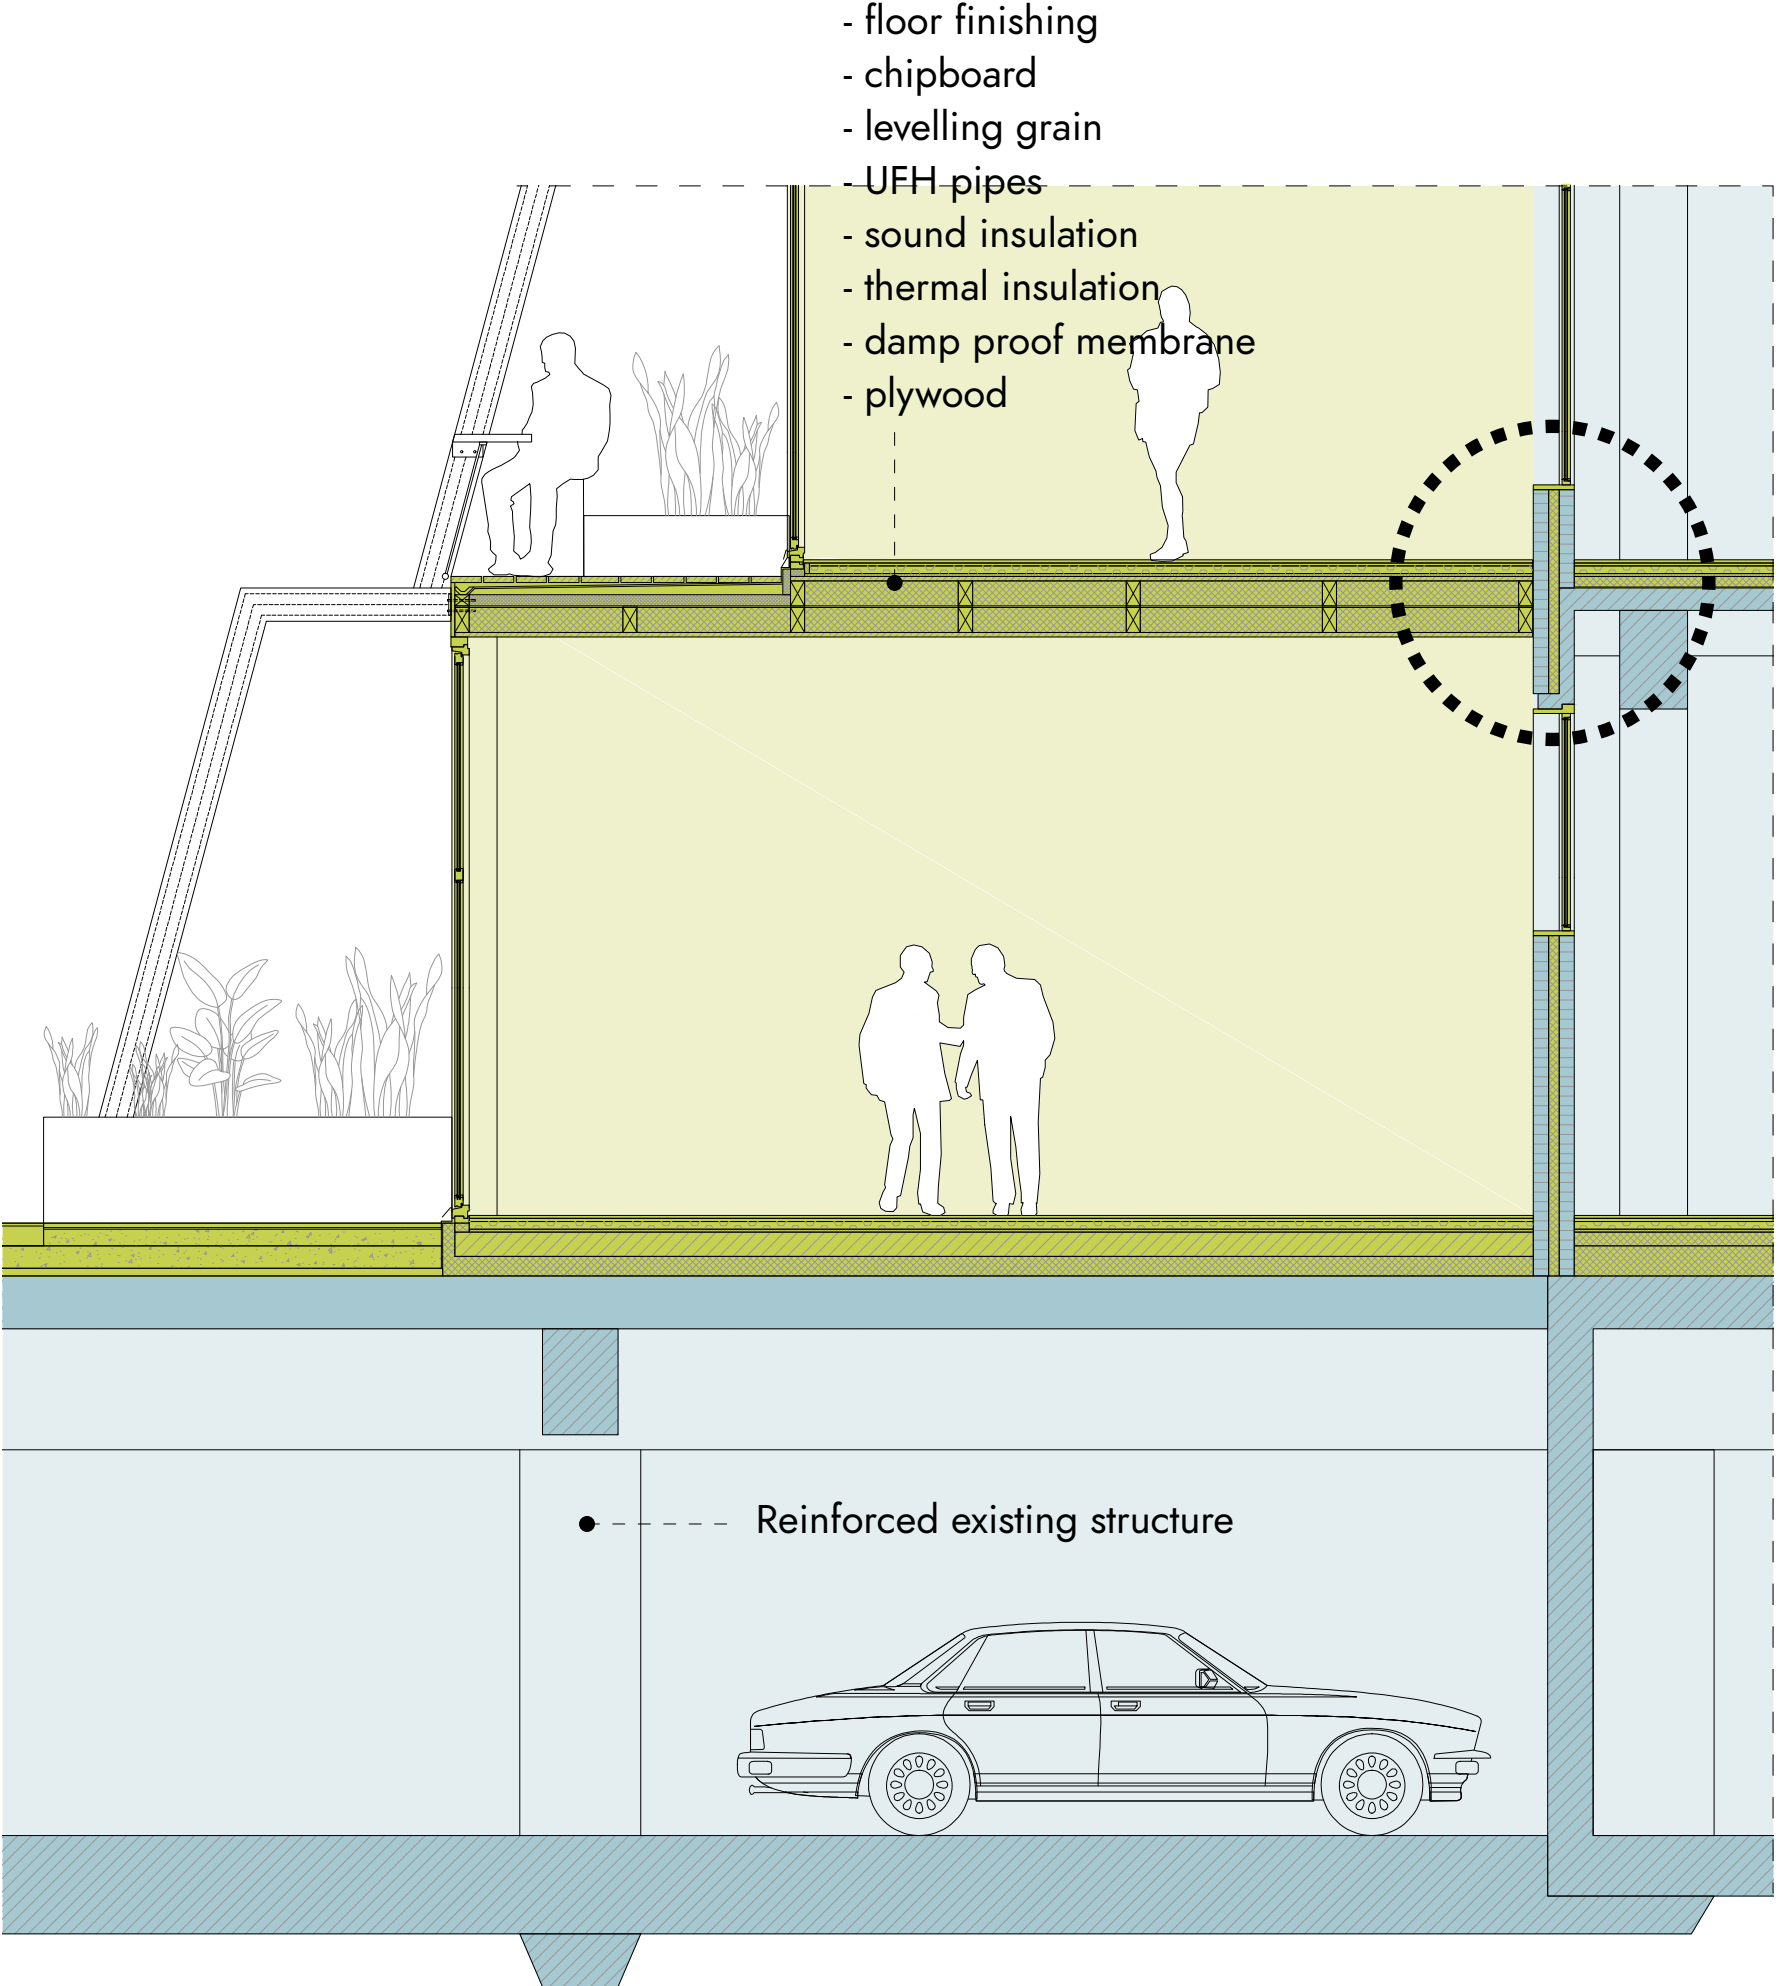 - floor finishing
- chipboard
- levelling grain
- UFH pipes
- sound insulation
- thermal insulation
- damp proof membrane
- plywood
Reinforced existing structure